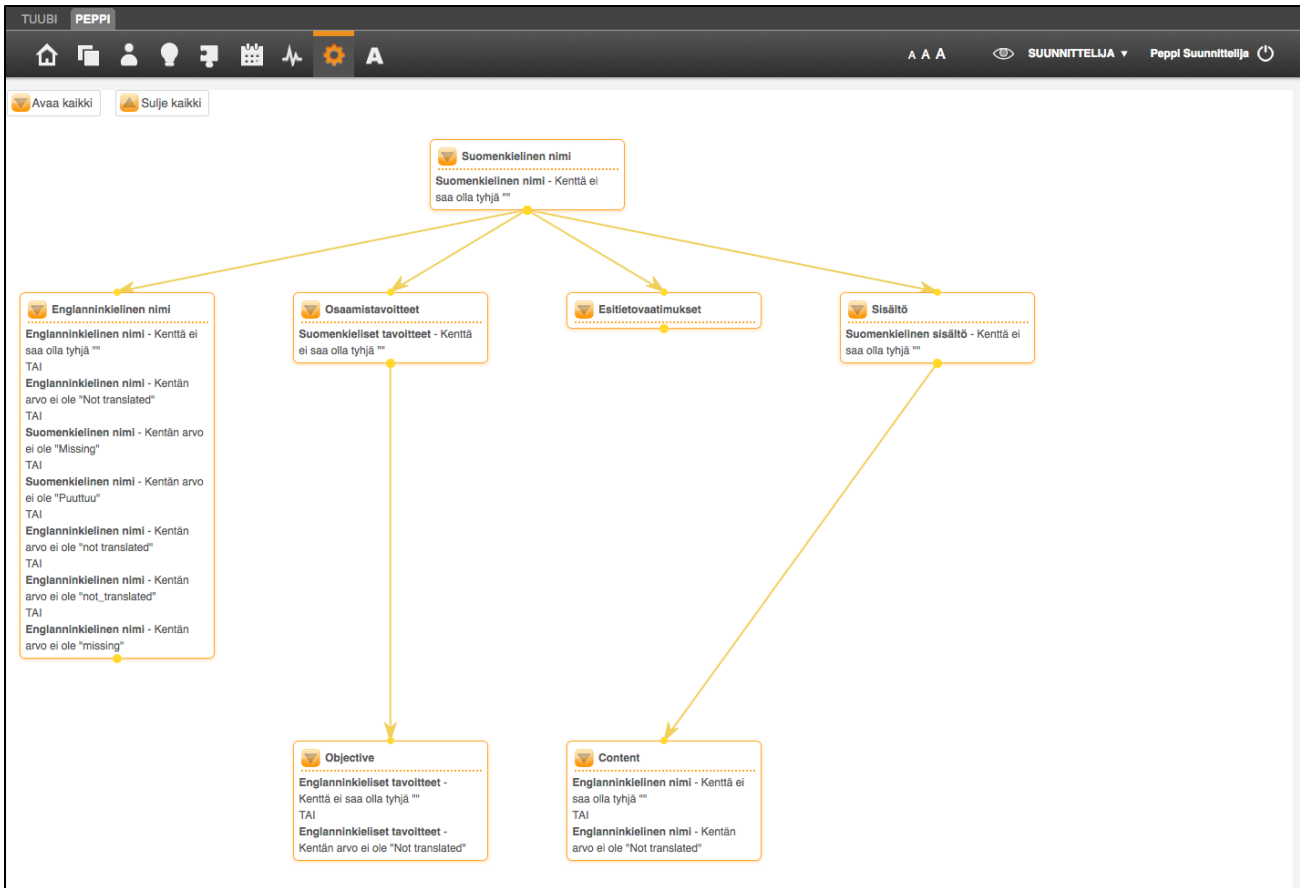 TUUBI PEPPI
A
A A A
SUUNNITTELIJA ▼
Peppi Suunnittelija
Avaa kaikki
Sulje kaikki
Suomenkielinen nimi
Suomenkielinen nimi - Kenttä ei
saa olla tyhjä ""
Englanninkielinen nimi
Englanninkielinen nimi - Kenttä ei
saa olla tyhjä ""
TAI
Englanninkielinen nimi - Kentän
arvo ei ole "Not translated"
TAI
Suomenkielinen nimi - Kentän arvo
ei ole "Missing"
TAI
Suomenkielinen nimi - Kentän arvo
ei ole "Puuttuu"
TAI
Englanninkielinen nimi - Kentän
arvo ei ole "not translated"
TAI
Englanninkielinen nimi - Kentän
arvo ei ole "not_translated"
TAI
Englanninkielinen nimi - Kentän
arvo ei ole "missing"
Osaamistavoitteet
Suomenkieliset tavoitteet - Kenttä
ei saa olla tyhjä ""
Esitietovaatimukset
Sisältö
Suomenkielinen sisältö - Kenttä ei
saa olla tyhjä ""
Objective
Englanninkieliset tavoitteet -
Kenttä ei saa olla tyhjä ""
TAI
Englanninkieliset tavoitteet -
Kentän arvo ei ole "Not translated"
Content
Englanninkielinen nimi - Kenttä ei
saa olla tyhjä ""
TAI
Englanninkielinen nimi - Kentän
arvo ei ole "Not translated"